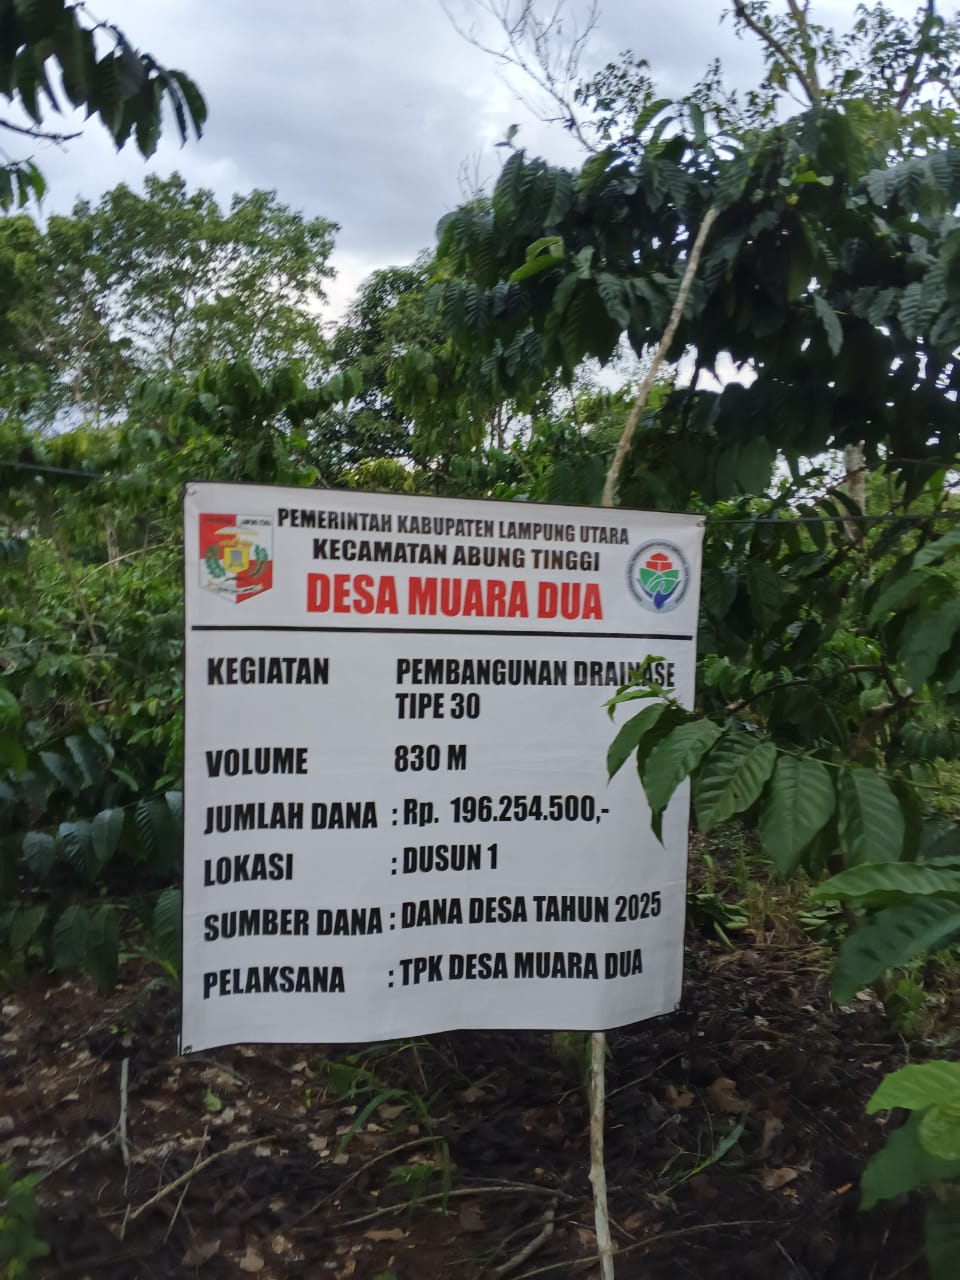 PEMERINTAH KABUPATEN LAMPUNG UTARA
KECAMATAN ABUNG TINGGI
DESA MUARA DUA
KEGIATAN PEMBANGUNAN DRAINASE
TIPE 30
VOLUME 830 M
JUMLAH DANA : Rp. 196.254.500,-
LOKASI : DUSUN 1
SUMBER DANA : DANA DESA TAHUN 2025
PELAKSANA : TPK DESA MUARA DUA